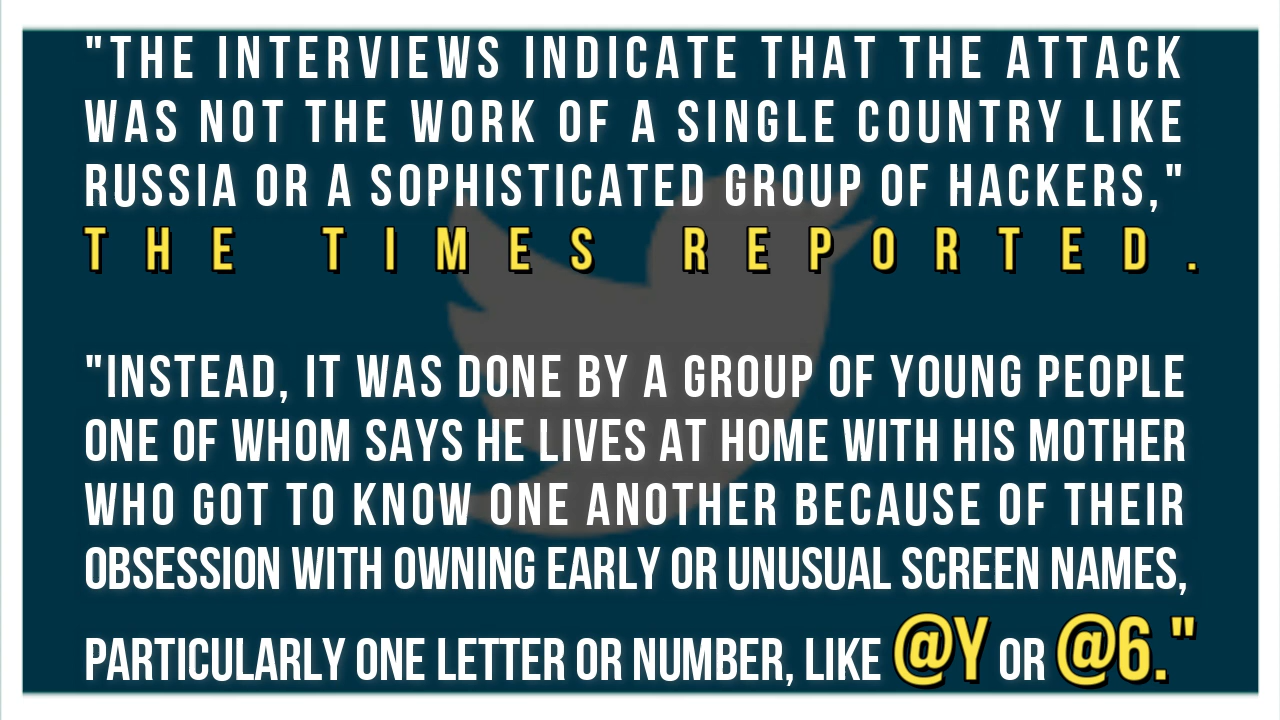 "THE INTERVIEWS INDICATE THAT THE ATTACK
WAS NOT THE WORK OF A SINGLE COUNTRY LIKE
RUSSIA OR A SOPHISTICATED GROUP OF HACKERS,"
THE TIMES REPORTED.
"INSTEAD, IT WAS DONE BY A GROUP OF YOUNG PEOPLE
ONE OF WHOM SAYS HE LIVES AT HOME WITH HIS MOTHER
WHO GOT TO KNOW ONE ANOTHER BECAUSE OF THEIR
OBSESSION WITH OWNING EARLY OR UNUSUAL SCREEN NAMES,
PARTICULARLY ONE LETTER OR NUMBER, LIKE @Y OR @6."